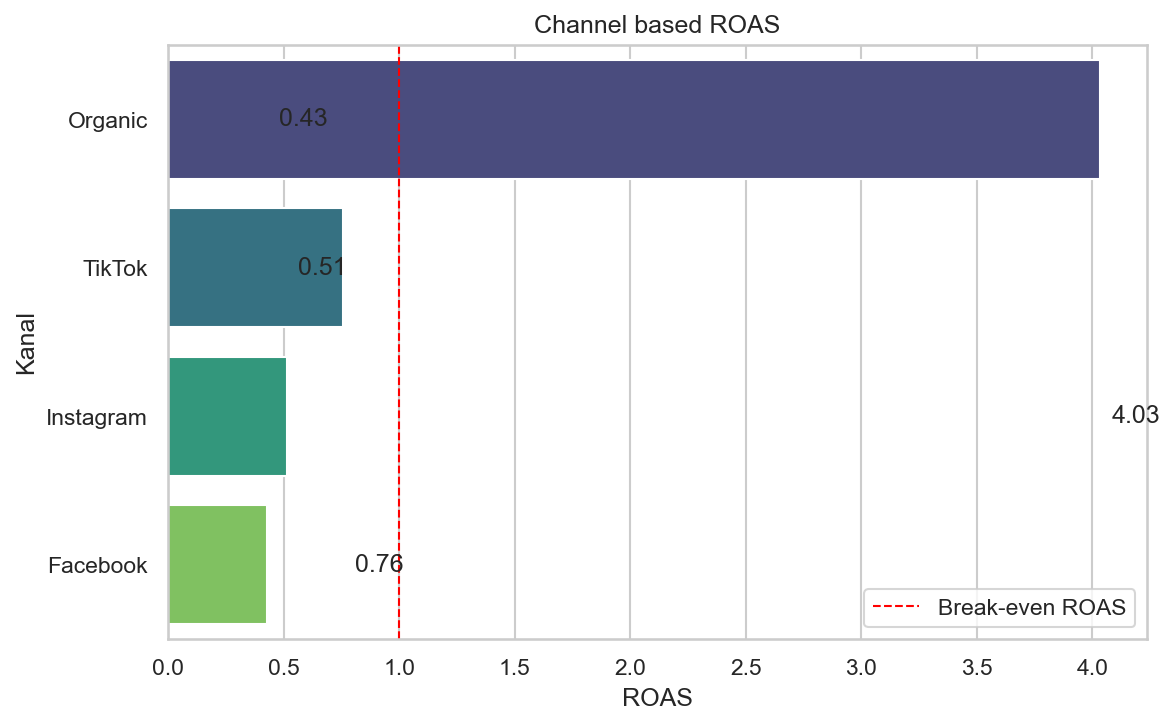 Channel based ROAS
Kanal
Organic
0.43
TikTok
0.51
Instagram
4.03
Facebook
0.76
Break-even ROAS
0.0 0.5 1.0 1.5 2.0 2.5 3.0 3.5 4.0
ROAS